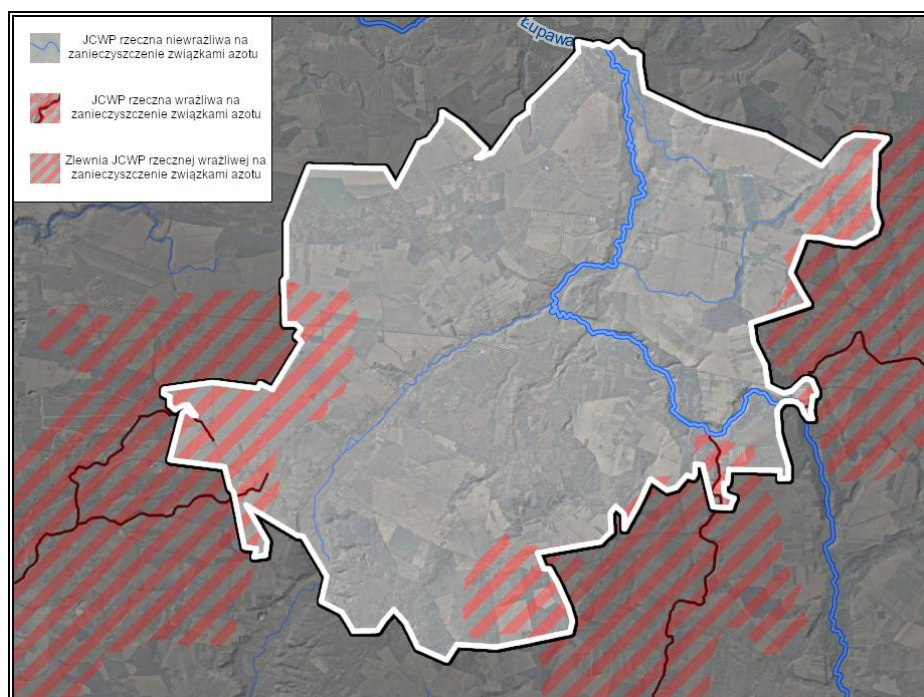 JCWP rzeczna niewrażliwa na
zanieczyszczenie związkami azotu
JCWP rzeczna wrażliwa na
zanieczyszczenie związkami azotu
Zlewnia JCWP rzecznej wrażliwej na
zanieczyszczenie związkami azotu
Łupawa